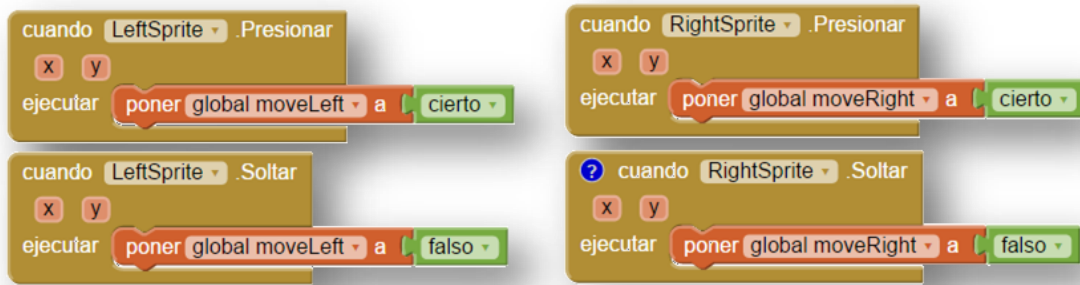 cuando LeftSprite .Presionar
x y
ejecutar poner global moveLeft a cierto
cuando LeftSprite .Soltar
x y
ejecutar poner global moveLeft a falso
cuando RightSprite .Presionar
x y
ejecutar poner global moveRight a cierto
? cuando RightSprite .Soltar
x y
ejecutar poner global moveRight a falso